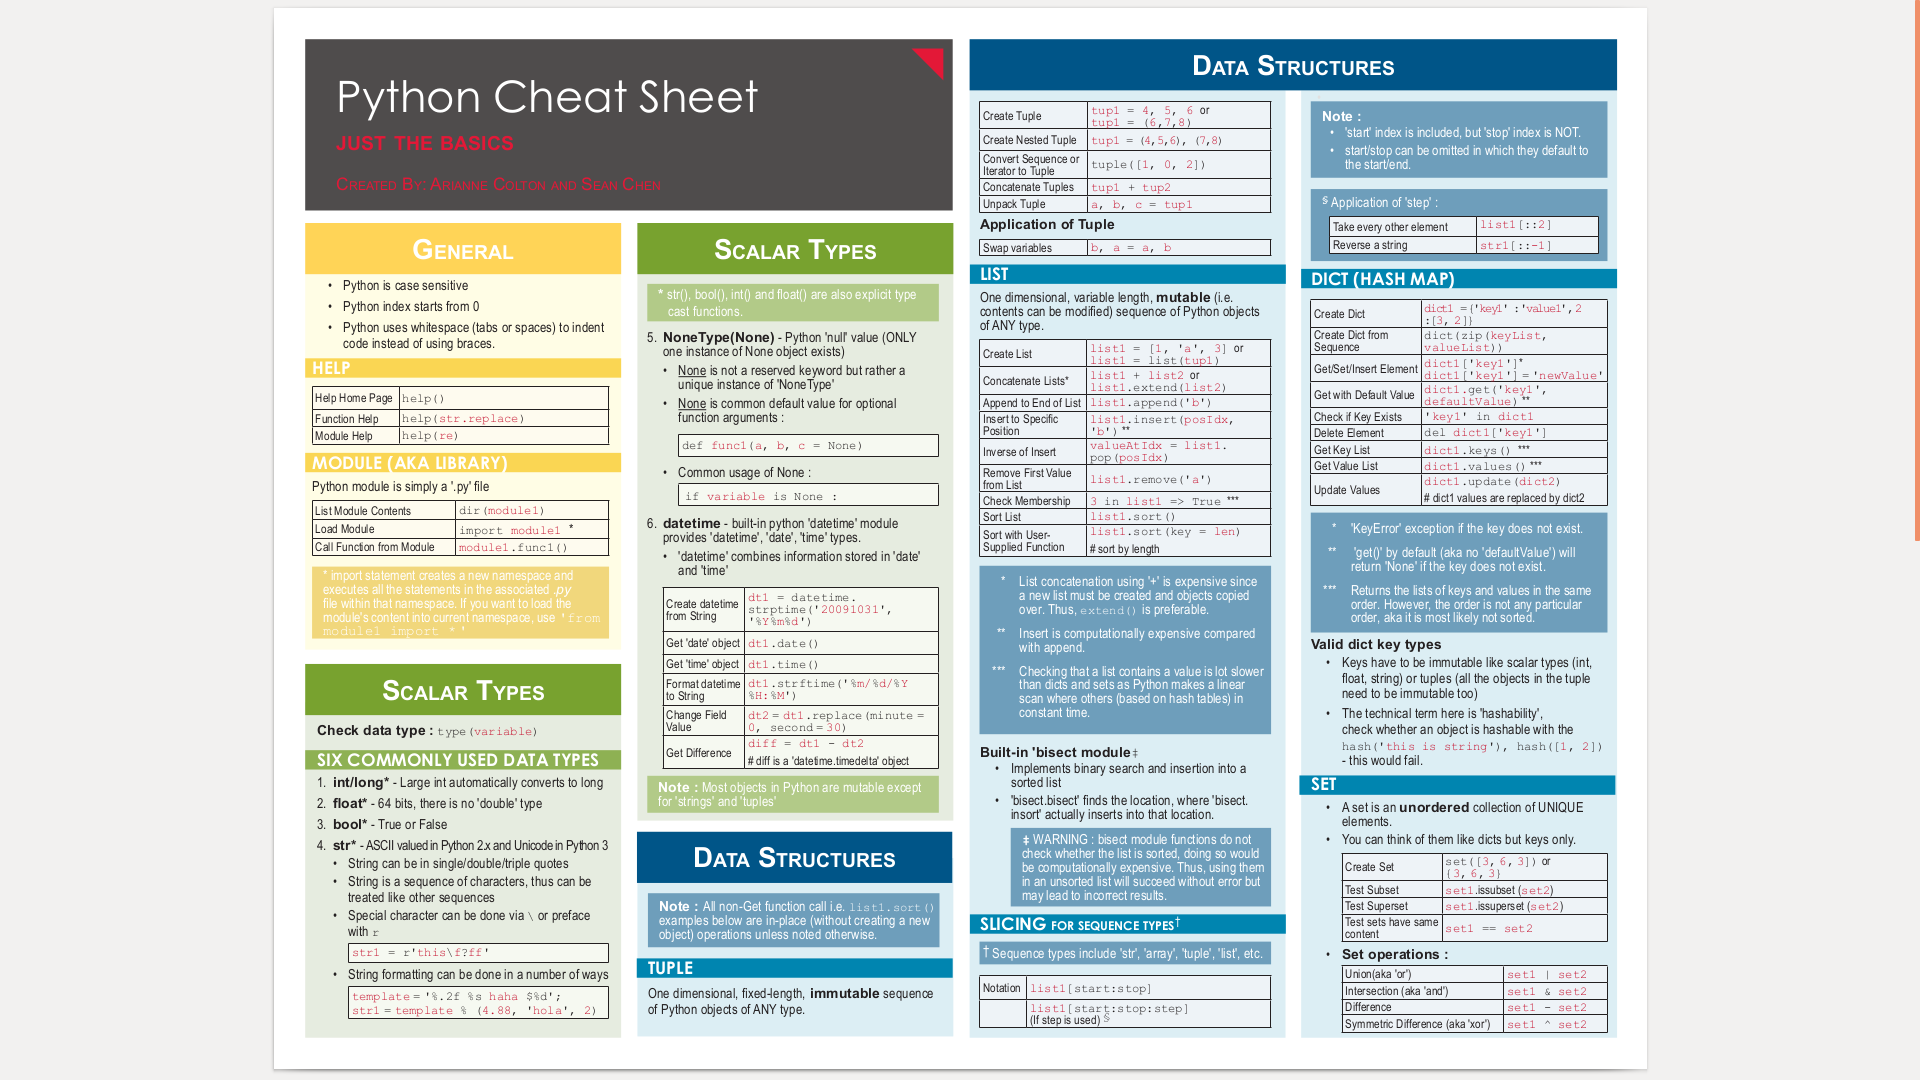 Python Cheat Sheet
JUST THE BASICS
CREATED BY: ARIANNE COLTON AND SEAN CHEN
GENERAL
• Python is case sensitive
• Python index starts from 0
• Python uses whitespace (tabs or spaces) to indent
code instead of using braces.
HELP
Help Home Page help()
Function Help help(str.replace)
Module Help help(re)
MODULE (AKA LIBRARY)
Python module is simply a '.py' file
List Module Contents dir(module1)
Load Module import module1 *
Call Function from Module module1.func1()
* import statement creates a new namespace and
executes all the statements in the associated .py
file within that namespace. If you want to load the
module's content into current namespace, use 'from
module1 import * '
SCALAR TYPES
Check data type : type(variable)
SIX COMMONLY USED DATA TYPES
1. int/long* - Large int automatically converts to long
2. float* - 64 bits, there is no 'double' type
3. bool* - True or False
4. str* - ASCII valued in Python 2.x and Unicode in Python 3
• String can be in single/double/triple quotes
• String is a sequence of characters, thus can be
treated like other sequences
• Special character can be done via \ or preface
with r
str1 = r'this\f?ff'
• String formatting can be done in a number of ways
template = '%.2f %s haha $%d';
str1 = template % (4.88, 'hola', 2)
SCALAR TYPES
* str(), bool(), int() and float() are also explicit type
cast functions.
5. NoneType(None) - Python 'null' value (ONLY
one instance of None object exists)
• None is not a reserved keyword but rather a
unique instance of 'NoneType'
• None is common default value for optional
function arguments :
def func1(a, b, c = None)
• Common usage of None :
if variable is None :
6. datetime - built-in python 'datetime' module
provides 'datetime', 'date', 'time' types.
• 'datetime' combines information stored in 'date'
and 'time'
Create datetime from String dt1 = datetime.
strptime('20091031',
'%Y%m%d')
Get 'date' object dt1.date()
Get 'time' object dt1.time()
Format datetime to String dt1.strftime('%m/%d/%Y
%H:%M')
Change Field Value dt2 = dt1.replace(minute =
0, second = 30)
Get Difference diff = dt1 - dt2
# diff is a 'datetime.timedelta' object
Note : Most objects in Python are mutable except
for 'strings' and 'tuples'
DATA STRUCTURES
Note : All non-Get function call i.e. list1.sort()
examples below are in-place (without creating a new
object) operations unless noted otherwise.
TUPLE
One dimensional, fixed-length, immutable sequence
of Python objects of ANY type.
DATA STRUCTURES
Create Tuple tup1 = 4, 5, 6 or
tup1 = (6,7,8)
Create Nested Tuple tup1 = (4,5,6), (7,8)
Convert Sequence or Iterator to Tuple tuple([1, 0, 2])
Concatenate Tuples tup1 + tup2
Unpack Tuple a, b, c = tup1
Application of Tuple
Swap variables b, a = a, b
LIST
One dimensional, variable length, mutable (i.e.
contents can be modified) sequence of Python objects
of ANY type.
Create List list1 = [1, 'a', 3] or
list1 = list(tup1)
Concatenate Lists* list1 + list2 or
list1.extend(list2)
Append to End of List list1.append('b')
Insert to Specific Position list1.insert(posIdx,
'b') **
Inverse of Insert valueAtIdx = list1.
pop(posIdx)
Remove First Value from List list1.remove('a')
Check Membership 3 in list1 => True ***
Sort List list1.sort()
Sort with User-Supplied Function list1.sort(key = len)
# sort by length
* List concatenation using '+' is expensive since
a new list must be created and objects copied
over. Thus, extend() is preferable.
** Insert is computationally expensive compared
with append.
*** Checking that a list contains a value is lot slower
than dicts and sets as Python makes a linear
scan where others (based on hash tables) in
constant time.
Built-in 'bisect module ‡
• Implements binary search and insertion into a
sorted list
• 'bisect.bisect' finds the location, where 'bisect.
insort' actually inserts into that location.
‡ WARNING : bisect module functions do not
check whether the list is sorted, doing so would
be computationally expensive. Thus, using them
in an unsorted list will succeed without error but
may lead to incorrect results.
SLICING FOR SEQUENCE TYPES†
† Sequence types include 'str', 'array', 'tuple', 'list', etc.
Notation list1[start:stop]
list1[start:stop:step]
(If step is used) §
Note :
• 'start' index is included, but 'stop' index is NOT.
• start/stop can be omitted in which they default to
the start/end.
§ Application of 'step' :
Take every other element list1[::2]
Reverse a string str1[::-1]
DICT (HASH MAP)
Create Dict dict1 ={'key1' :'value1', 2
:[3, 2]}
Create Dict from Sequence dict(zip(keyList,
valueList))
Get/Set/Insert Element dict1['key1']*
dict1['key1'] = 'newValue'
Get with Default Value dict1.get('key1',
defaultValue) **
Check if Key Exists 'key1' in dict1
Delete Element del dict1['key1']
Get Key List dict1.keys() ***
Get Value List dict1.values() ***
Update Values dict1.update(dict2)
# dict1 values are replaced by dict2
* 'KeyError' exception if the key does not exist.
** 'get()' by default (aka no 'defaultValue') will
return 'None' if the key does not exist.
*** Returns the lists of keys and values in the same
order. However, the order is not any particular
order, aka it is most likely not sorted.
Valid dict key types
• Keys have to be immutable like scalar types (int,
float, string) or tuples (all the objects in the tuple
need to be immutable too)
• The technical term here is 'hashability',
check whether an object is hashable with the
hash('this is string'), hash([1, 2])
- this would fail.
SET
• A set is an unordered collection of UNIQUE
elements.
• You can think of them like dicts but keys only.
Create Set set([3, 6, 3]) or
{3, 6, 3}
Test Subset set1.issubset (set2)
Test Superset set1.issuperset (set2)
Test sets have same content set1 == set2
• Set operations :
Union(aka 'or') set1 | set2
Intersection (aka 'and') set1 & set2
Difference set1 - set2
Symmetric Difference (aka 'xor') set1 ^ set2